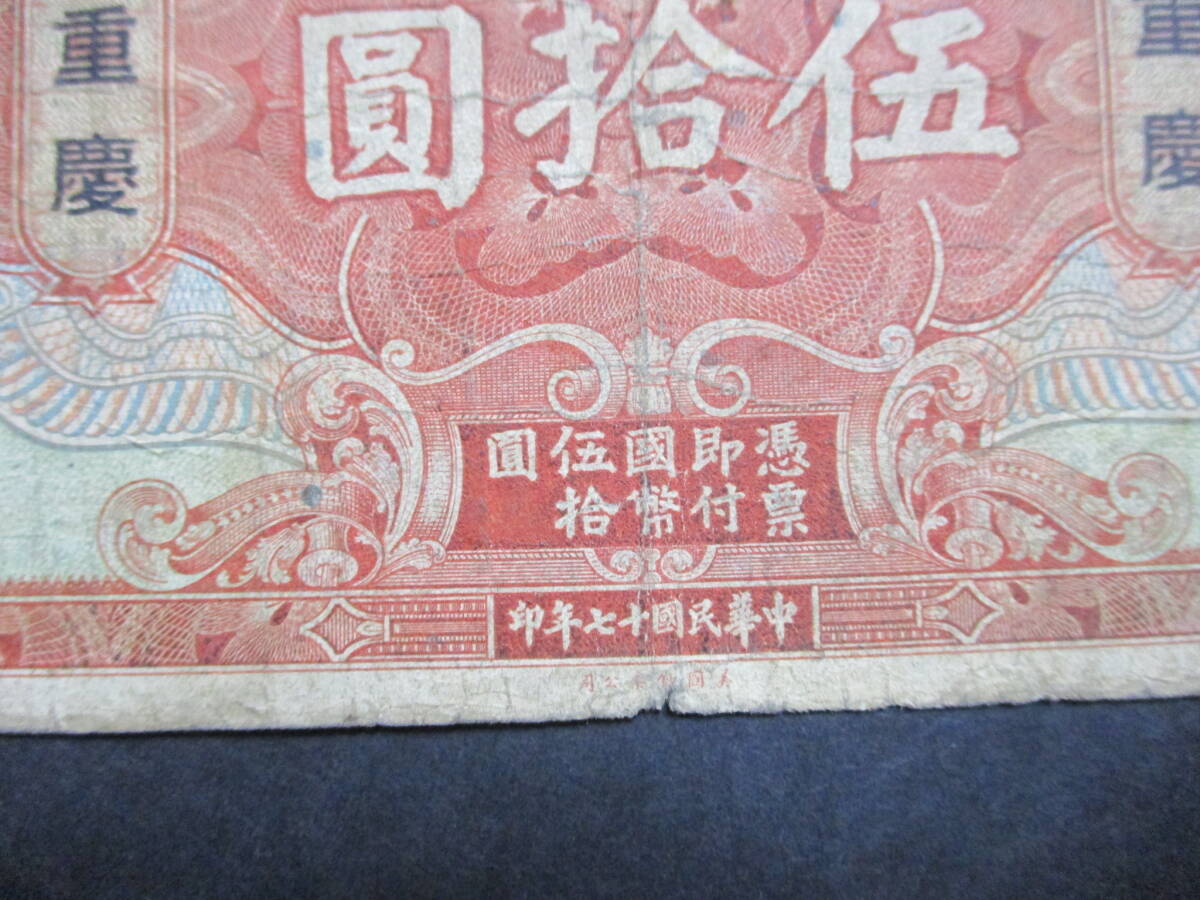 伍拾圓
重慶
重慶
憑票即付國幣伍拾圓
中華民國十七年印